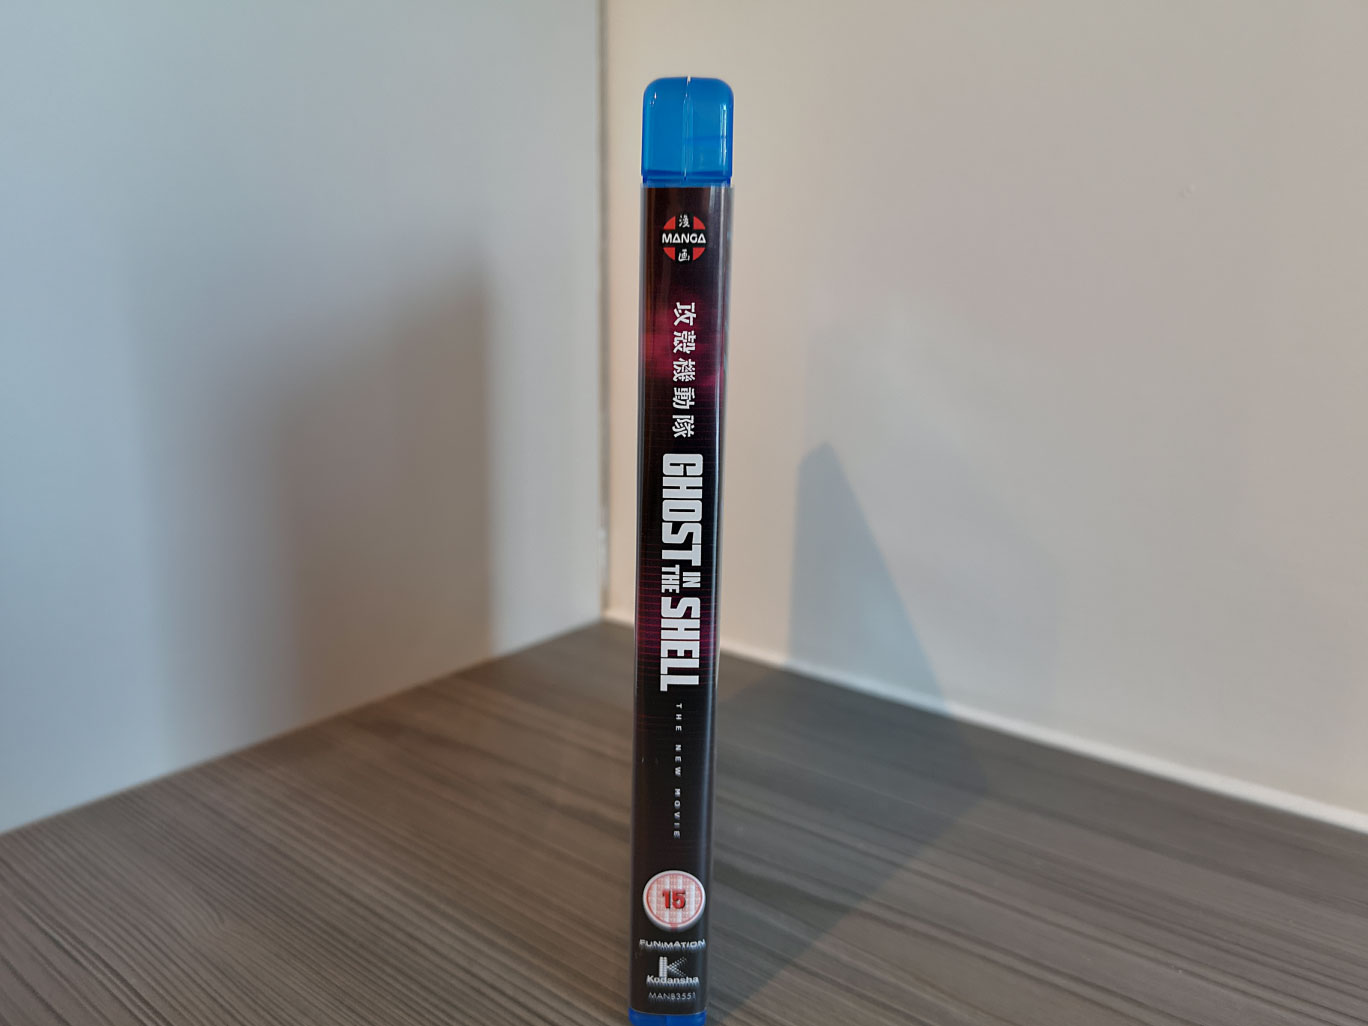 漫
MANGA
画
攻殻機動隊
GHOST IN THE SHELL
THE NEW MOVIE
15
FUNIMATION
Kodansha
MANB3551